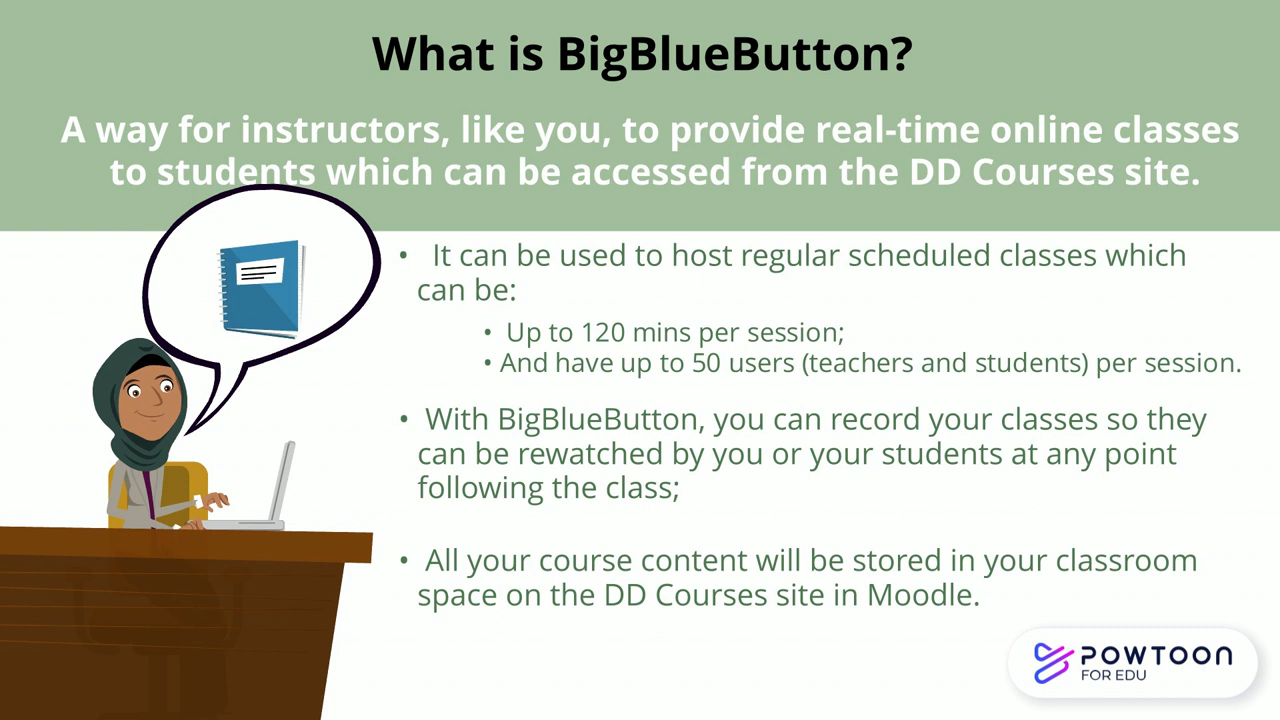 What is BigBlueButton?
A way for instructors, like you, to provide real-time online classes
to students which can be accessed from the DD Courses site.
• It can be used to host regular scheduled classes which
can be:
• Up to 120 mins per session;
• And have up to 50 users (teachers and students) per session.
• With BigBlueButton, you can record your classes so they
can be rewatched by you or your students at any point
following the class;
• All your course content will be stored in your classroom
space on the DD Courses site in Moodle.
POWTOON
FOR EDU